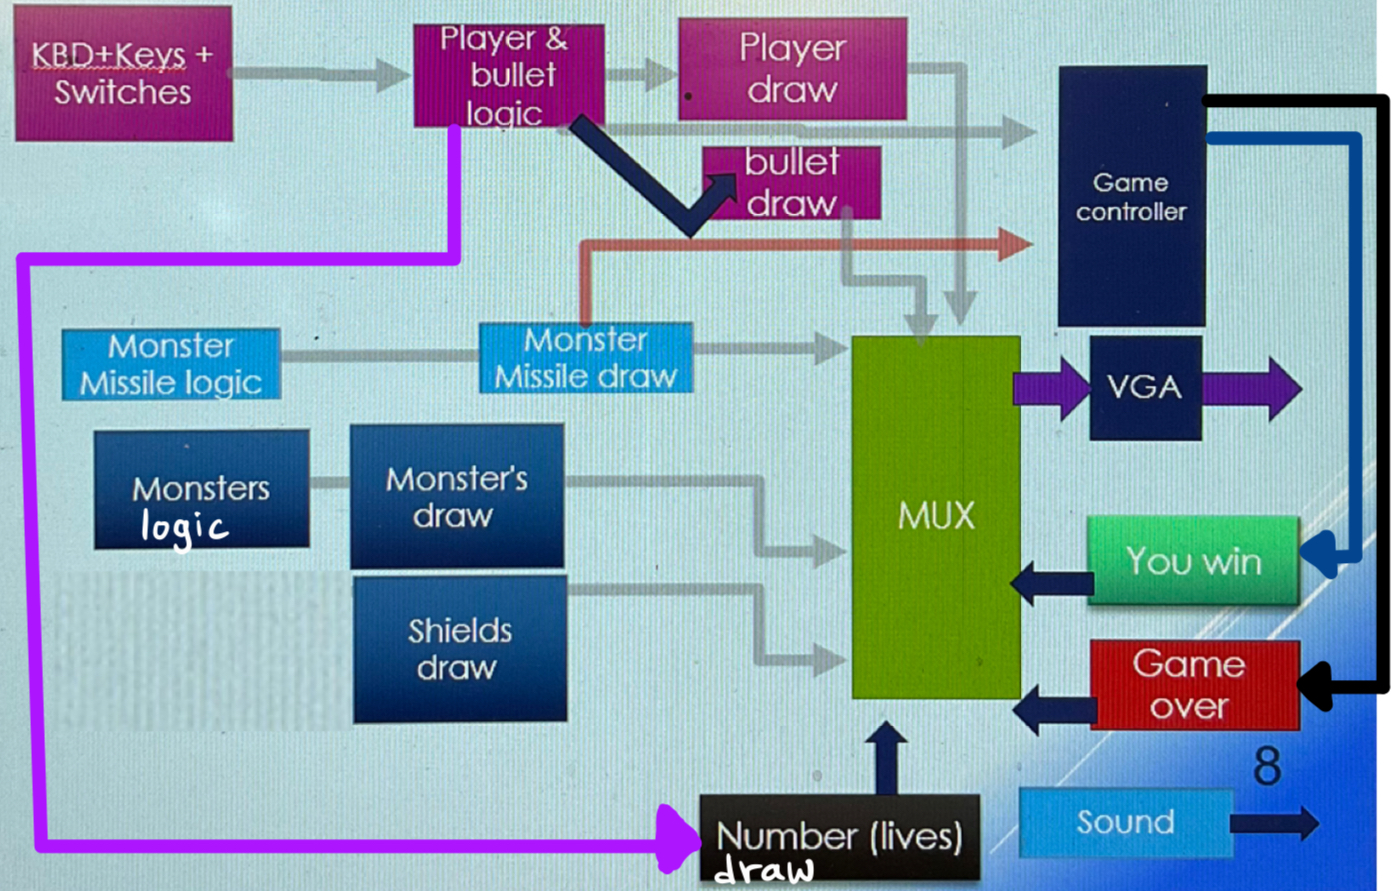 KBD+Keys +
Switches
Player &
bullet
logic
Player
draw
bullet
draw
Game
controller
Monster
Missile logic
Monster
Missile draw
VGA
Monsters
logic
Monster's
draw
MUX
You win
Shields
draw
Game
over
8
Number (lives)
draw
Sound